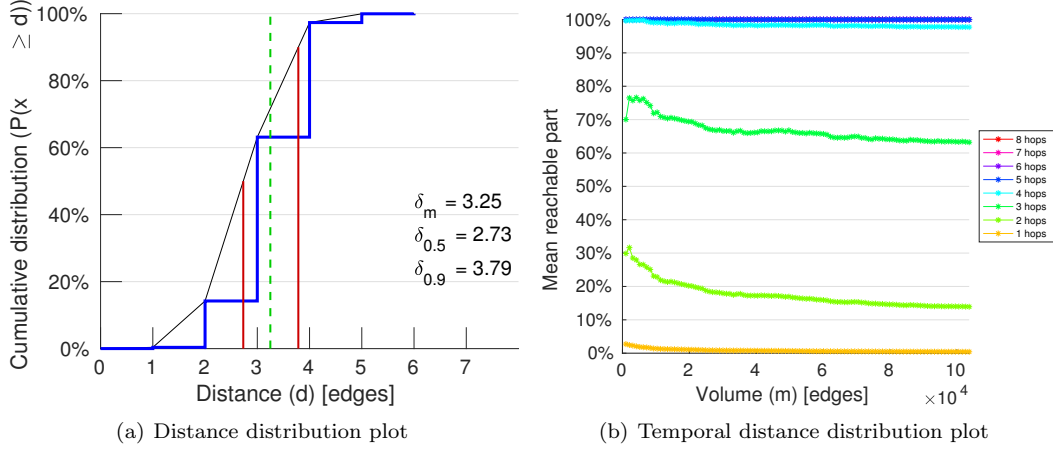 Cumulative distribution (P(x ≥ d))
100%
80%
60%
40%
20%
0%
δm = 3.25
δ0.5 = 2.73
δ0.9 = 3.79
0 1 2 3 4 5 6 7
Distance (d) [edges]
(a) Distance distribution plot
Mean reachable part
100%
90%
80%
70%
60%
50%
40%
30%
20%
10%
0%
0 2 4 6 8 10
×10^4
Volume (m) [edges]
8 hops
7 hops
6 hops
5 hops
4 hops
3 hops
2 hops
1 hops
(b) Temporal distance distribution plot